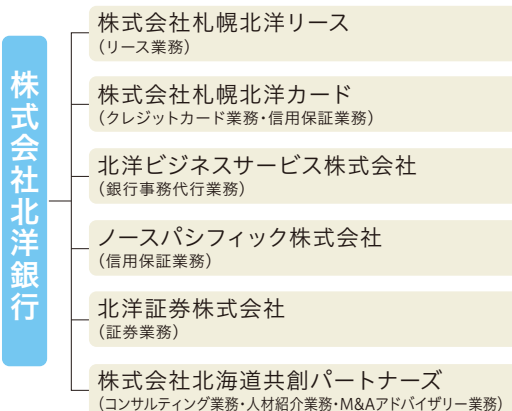 株式会社北洋銀行
株式会社札幌北洋リース
（リース業務）
株式会社札幌北洋カード
（クレジットカード業務・信用保証業務）
北洋ビジネスサービス株式会社
（銀行事務代行業務）
ノースパシフィック株式会社
（信用保証業務）
北洋証券株式会社
（証券業務）
株式会社北海道共創パートナーズ
（コンサルティング業務・人材紹介業務・M&Aアドバイザリー業務）